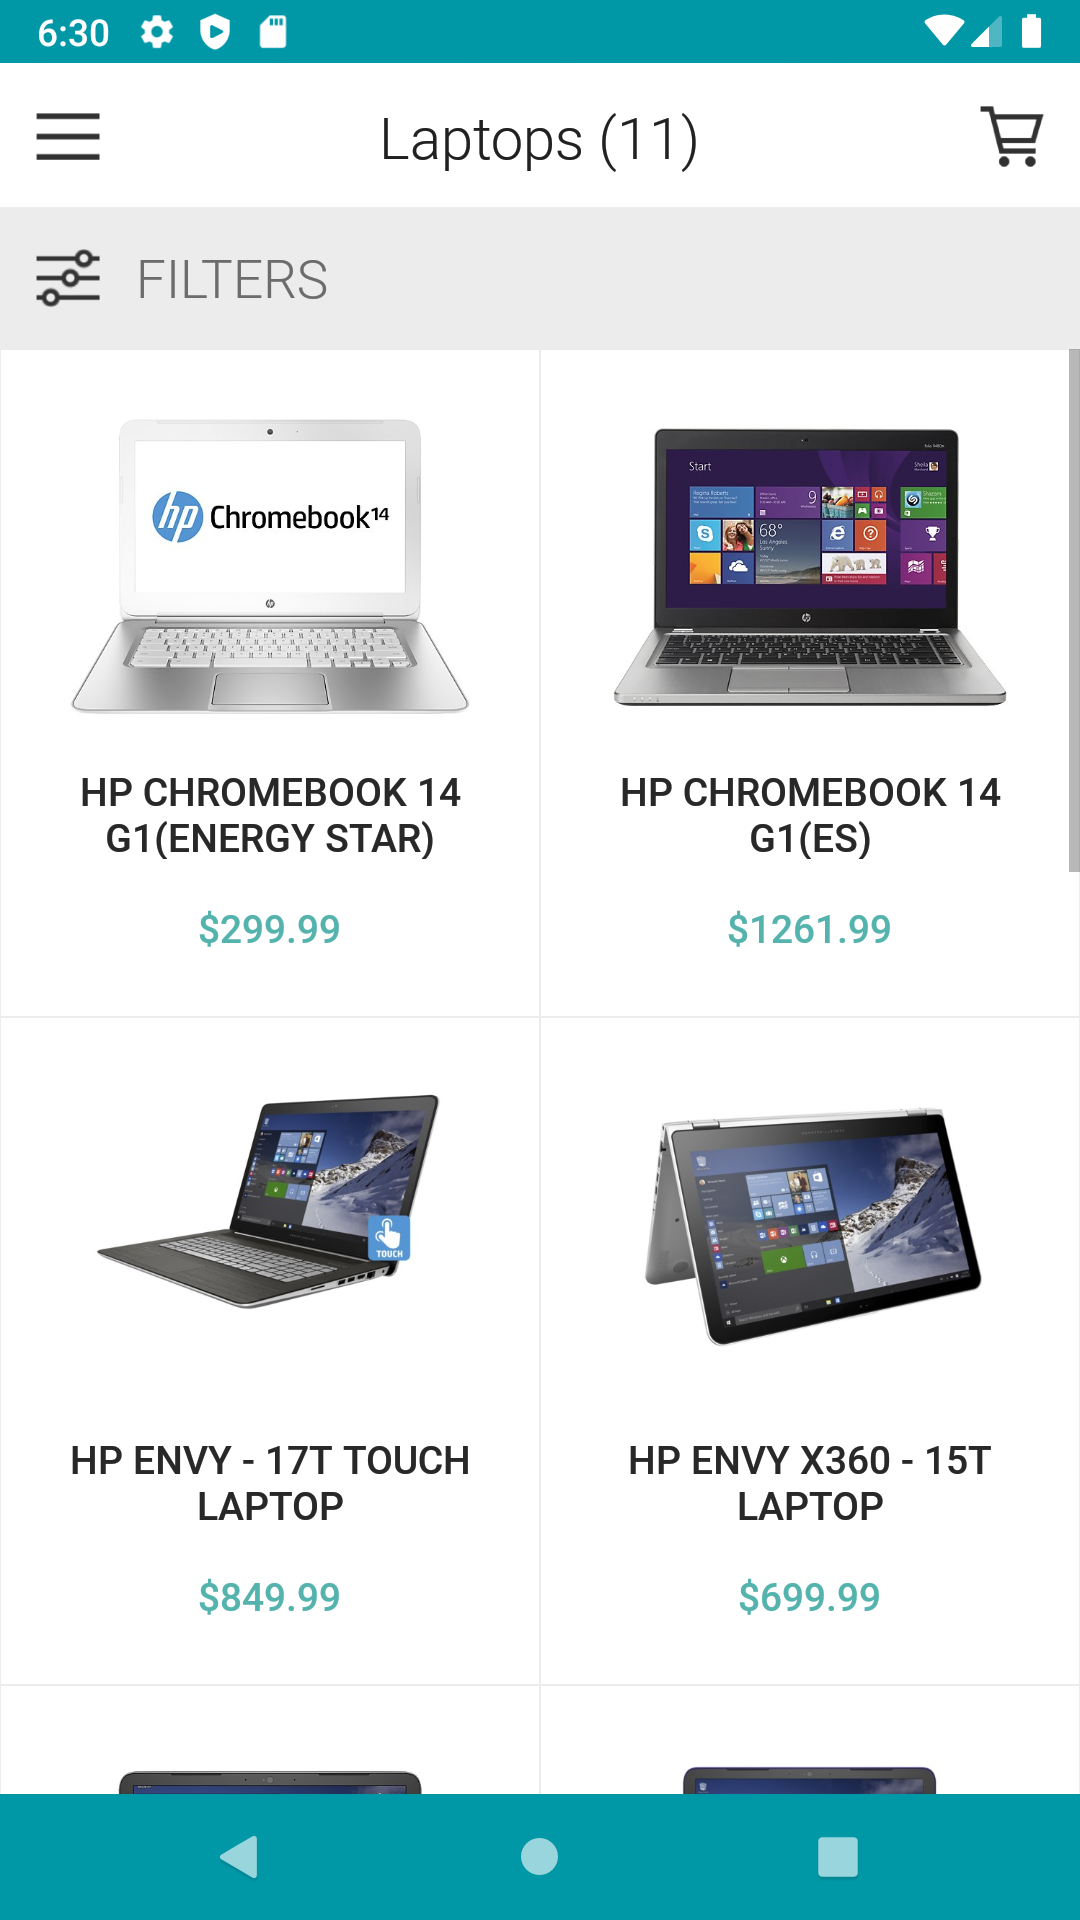 6:30
Laptops (11)
FILTERS
hp Chromebook14
Start
68°
HP CHROMEBOOK 14
G1(ENERGY STAR)
$299.99
HP CHROMEBOOK 14
G1(ES)
$1261.99
TOUCH
HP ENVY - 17T TOUCH
LAPTOP
$849.99
HP ENVY X360 - 15T
LAPTOP
$699.99